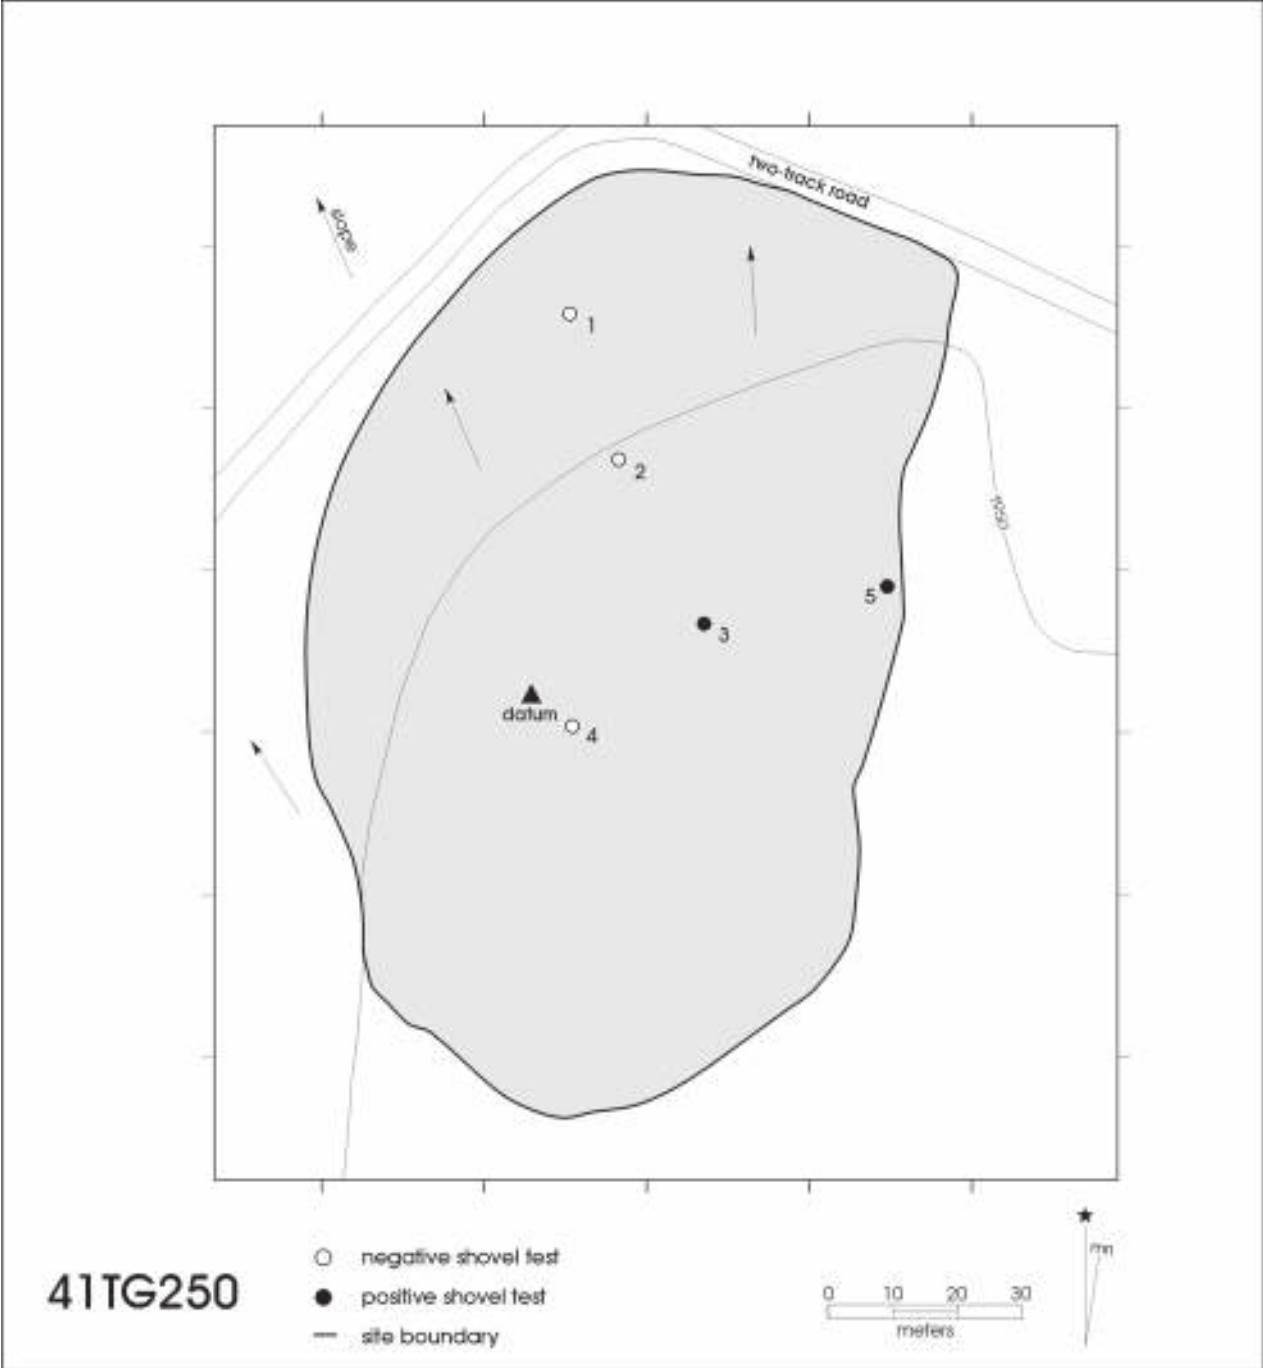 two-track road
slope
1
2
1950
5
3
datum
4
mn
negative shovel test
41TG250
positive shovel test
0 10 20 30
meters
site boundary